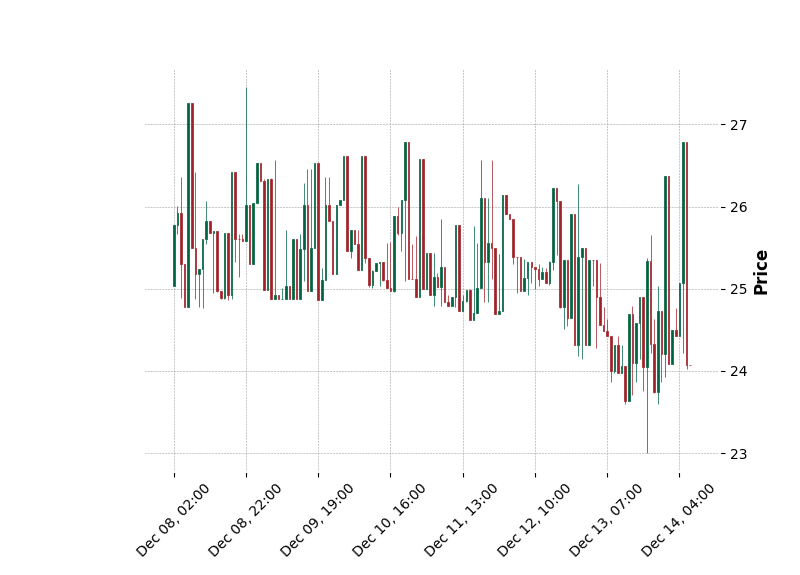 27
26
25
24
23
Price
Dec 08, 02:00
Dec 08, 22:00
Dec 09, 19:00
Dec 10, 16:00
Dec 11, 13:00
Dec 12, 10:00
Dec 13, 07:00
Dec 14, 04:00